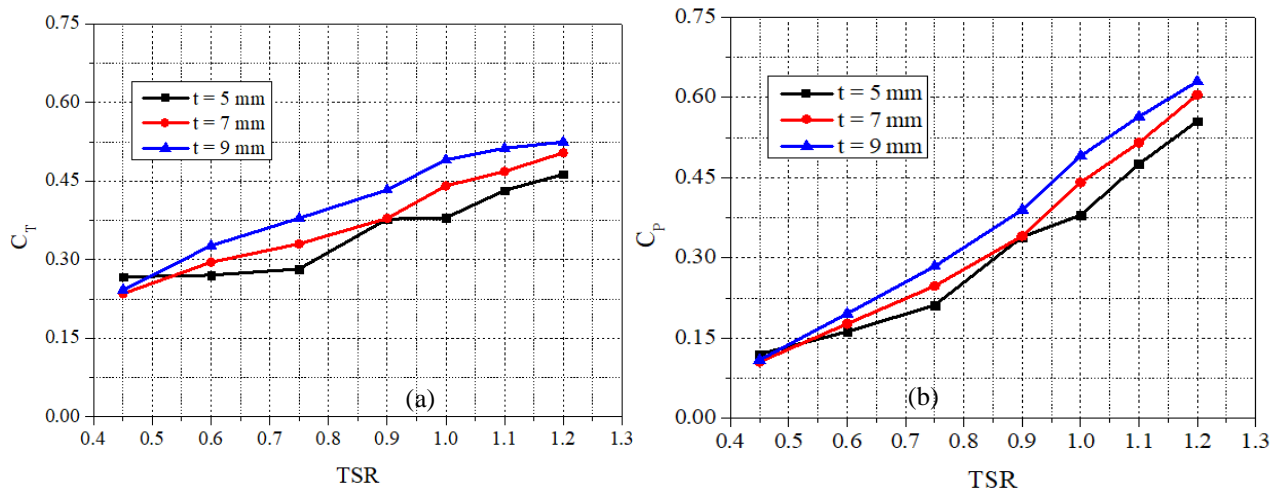 0.75
0.60
0.45
0.30
0.15
0.00
C_T
t = 5 mm
t = 7 mm
t = 9 mm
(a)
0.4 0.5 0.6 0.7 0.8 0.9 1.0 1.1 1.2 1.3
TSR
0.75
0.60
0.45
0.30
0.15
0.00
C_P
t = 5 mm
t = 7 mm
t = 9 mm
(b)
0.4 0.5 0.6 0.7 0.8 0.9 1.0 1.1 1.2 1.3
TSR